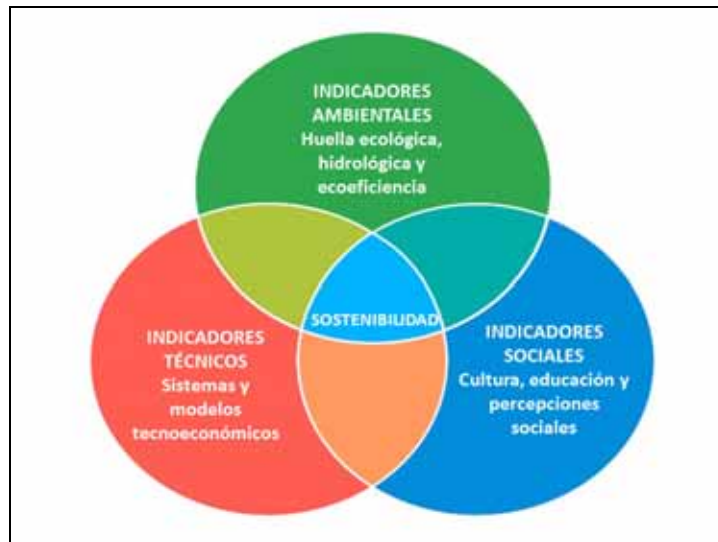 INDICADORES
AMBIENTALES
Huella ecológica,
hidrológica y
ecoeficiencia
SOSTENIBILIDAD
INDICADORES
TÉCNICOS
Sistemas y
modelos
tecnoeconómicos
INDICADORES
SOCIALES
Cultura, educación y
percepciones
sociales